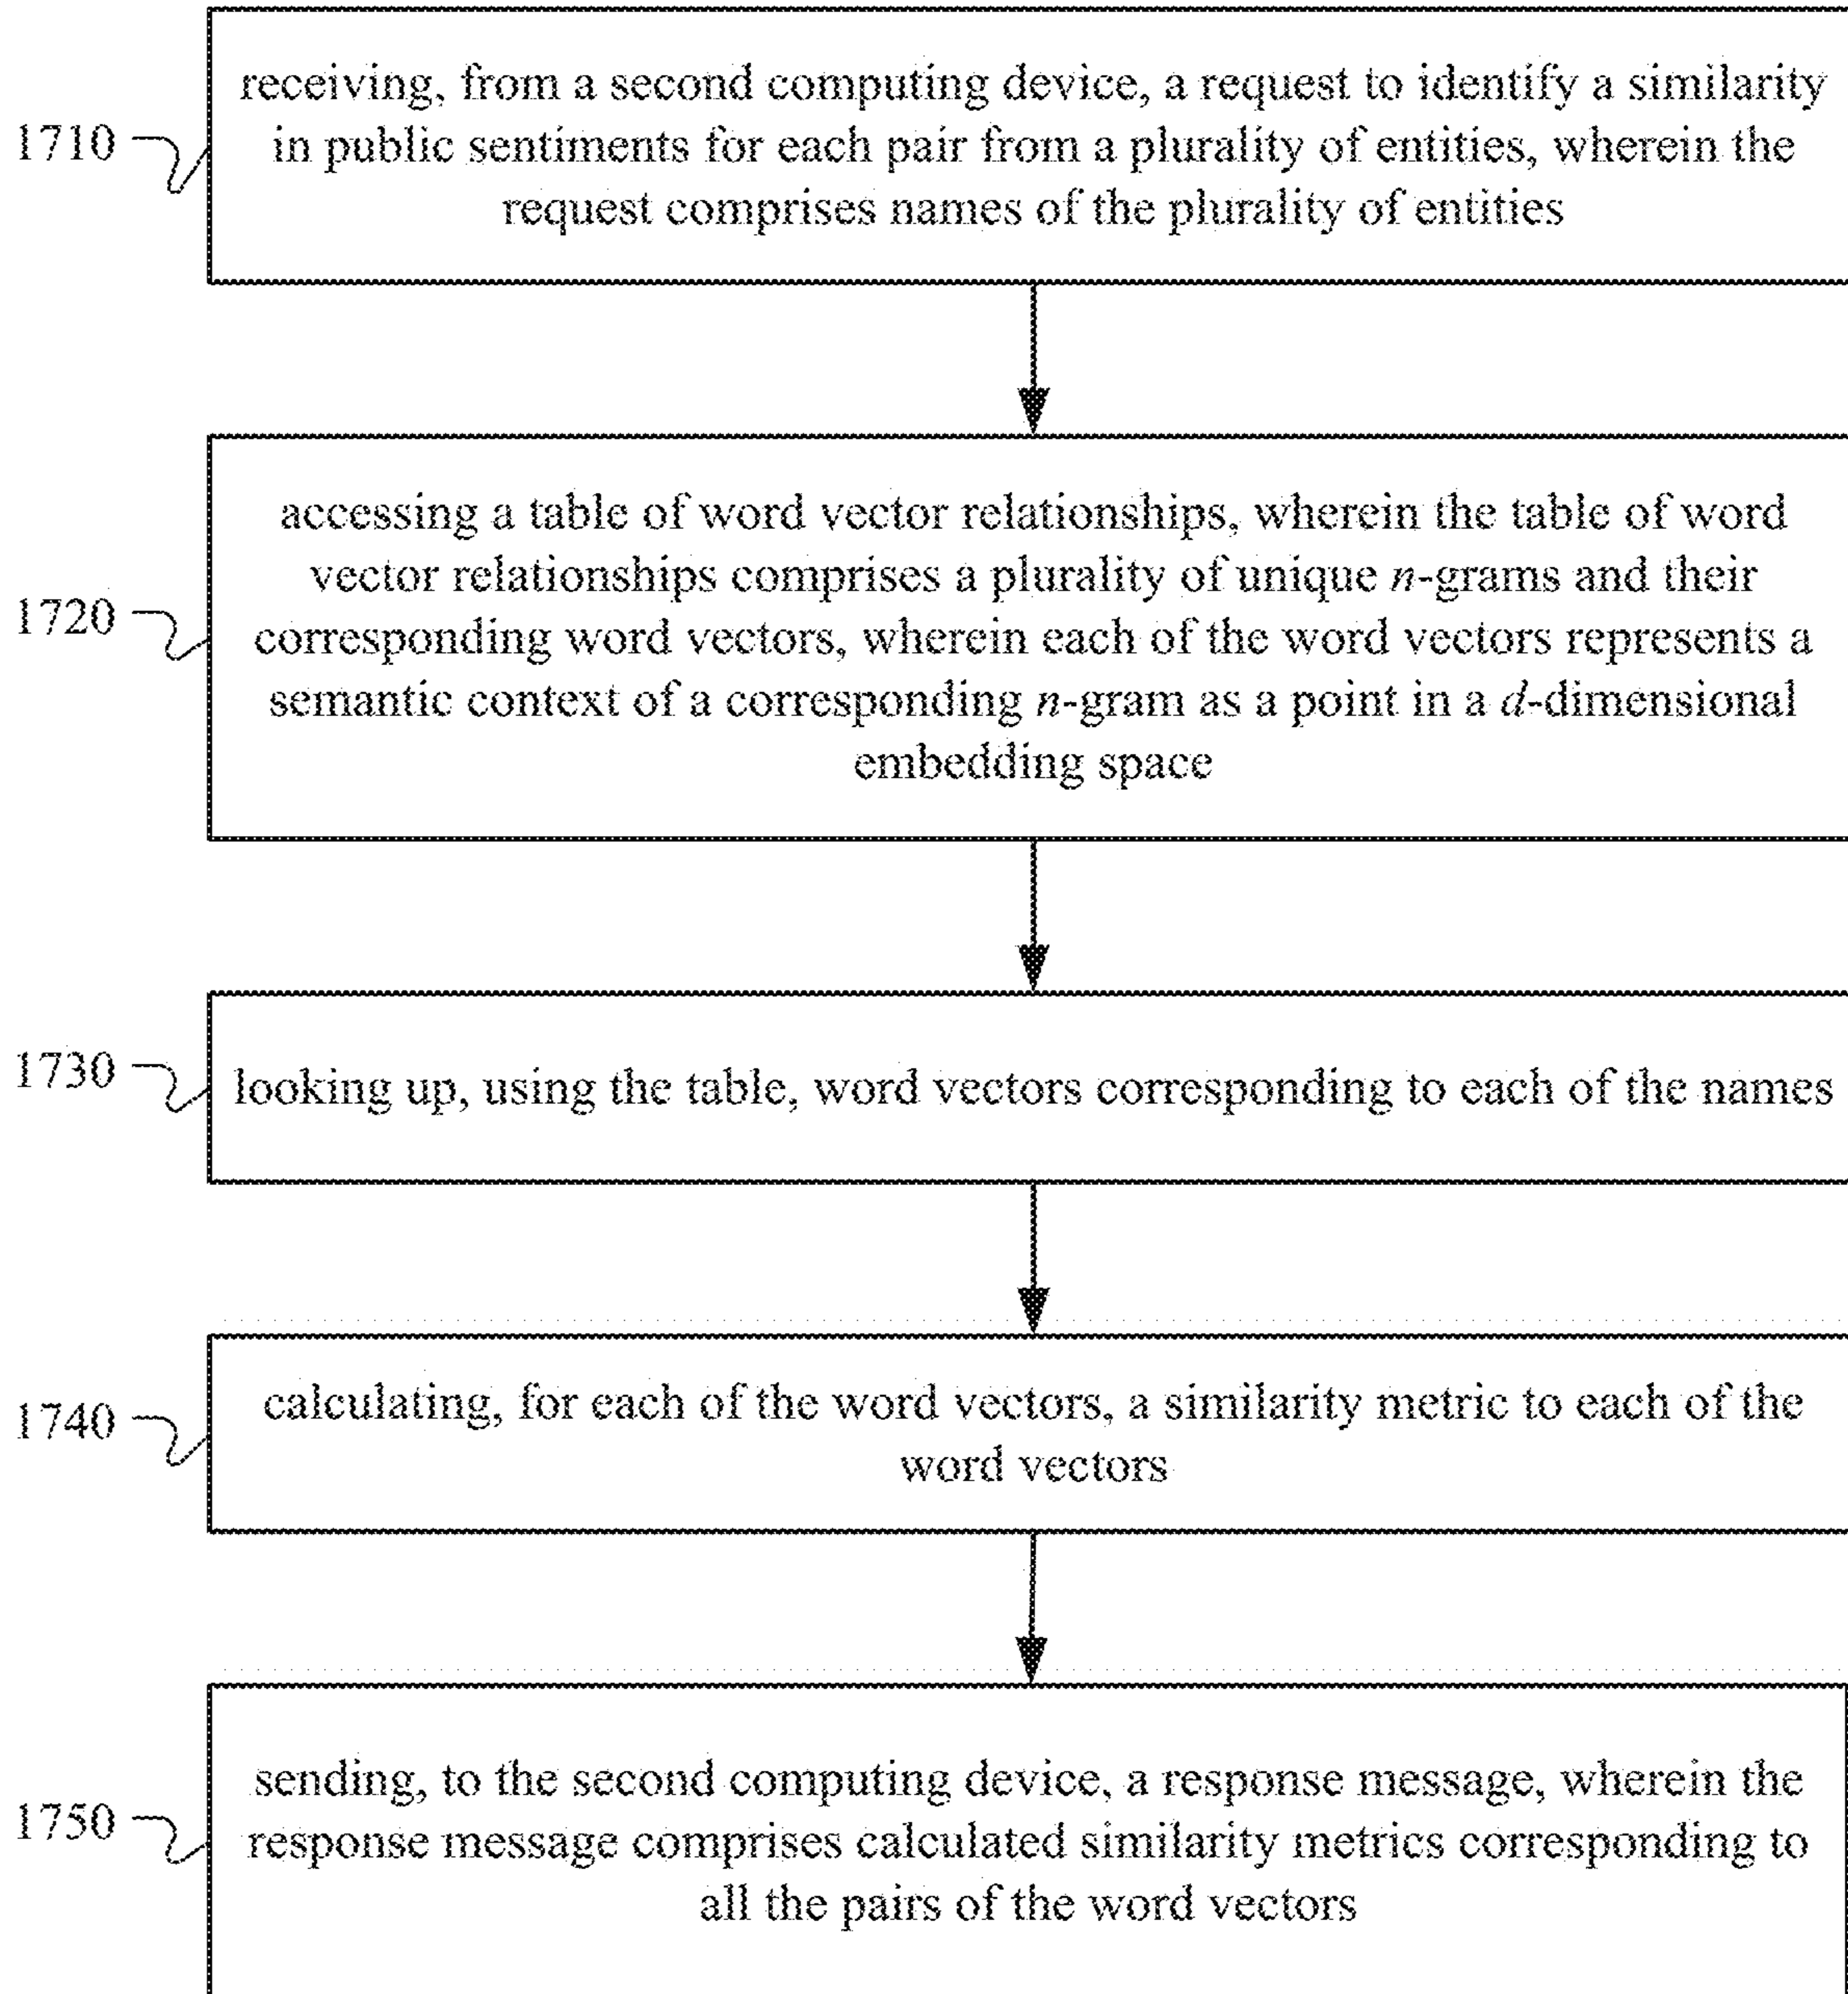 1710
receiving, from a second computing device, a request to identify a similarity
in public sentiments for each pair from a plurality of entities, wherein the
request comprises names of the plurality of entities
1720
accessing a table of word vector relationships, wherein the table of word
vector relationships comprises a plurality of unique n-grams and their
corresponding word vectors, wherein each of the word vectors represents a
semantic context of a corresponding n-gram as a point in a d-dimensional
embedding space
1730
looking up, using the table, word vectors corresponding to each of the names
1740
calculating, for each of the word vectors, a similarity metric to each of the
word vectors
1750
sending, to the second computing device, a response message, wherein the
response message comprises calculated similarity metrics corresponding to
all the pairs of the word vectors